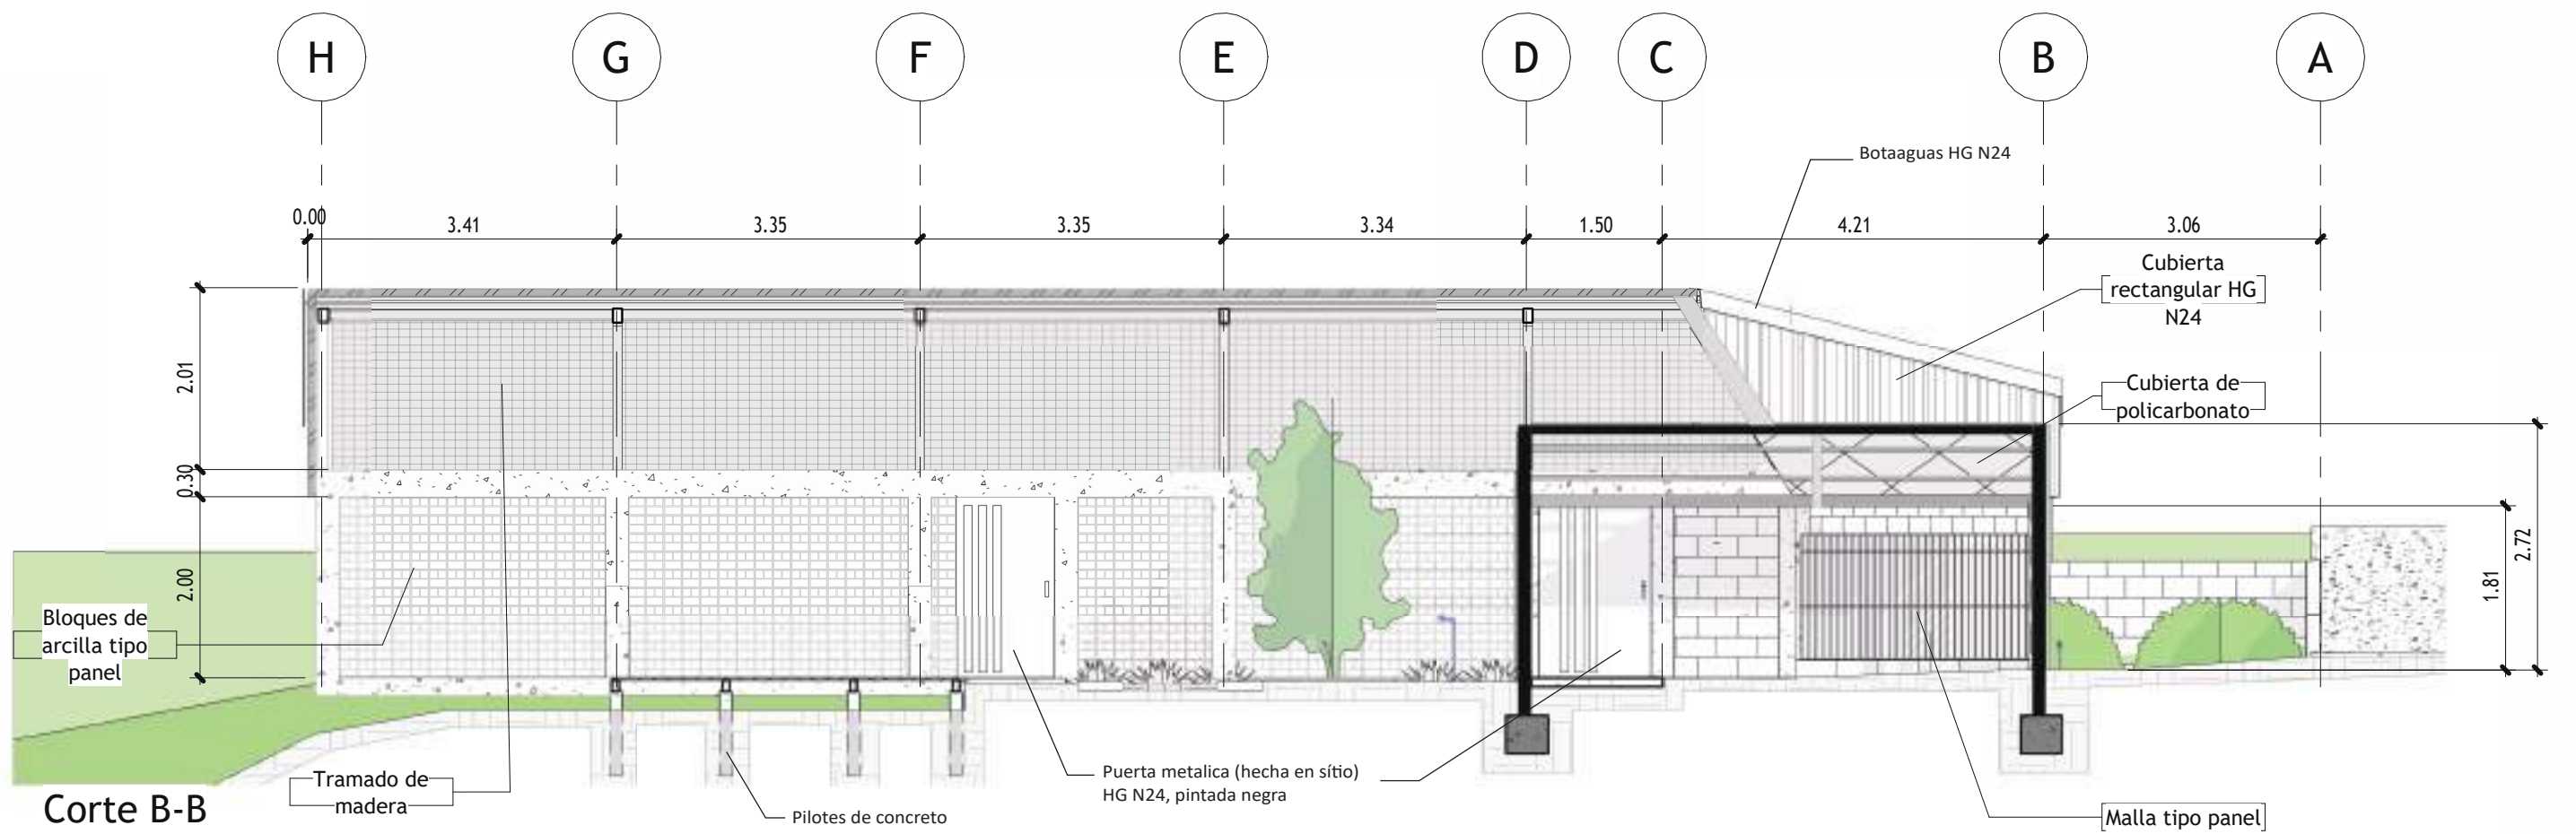 H G F E D C B A
Botaaguas HG N24
0.00 3.41 3.35 3.35 3.34 1.50 4.21 3.06
Cubierta
rectangular HG
N24
Cubierta de
policarbonato
2.01
0.30
2.00
2.72
1.81
Bloques de
arcilla tipo
panel
Tramado de
madera
Pilotes de concreto
Puerta metalica (hecha en sítio)
HG N24, pintada negra
Malla tipo panel
Corte B-B